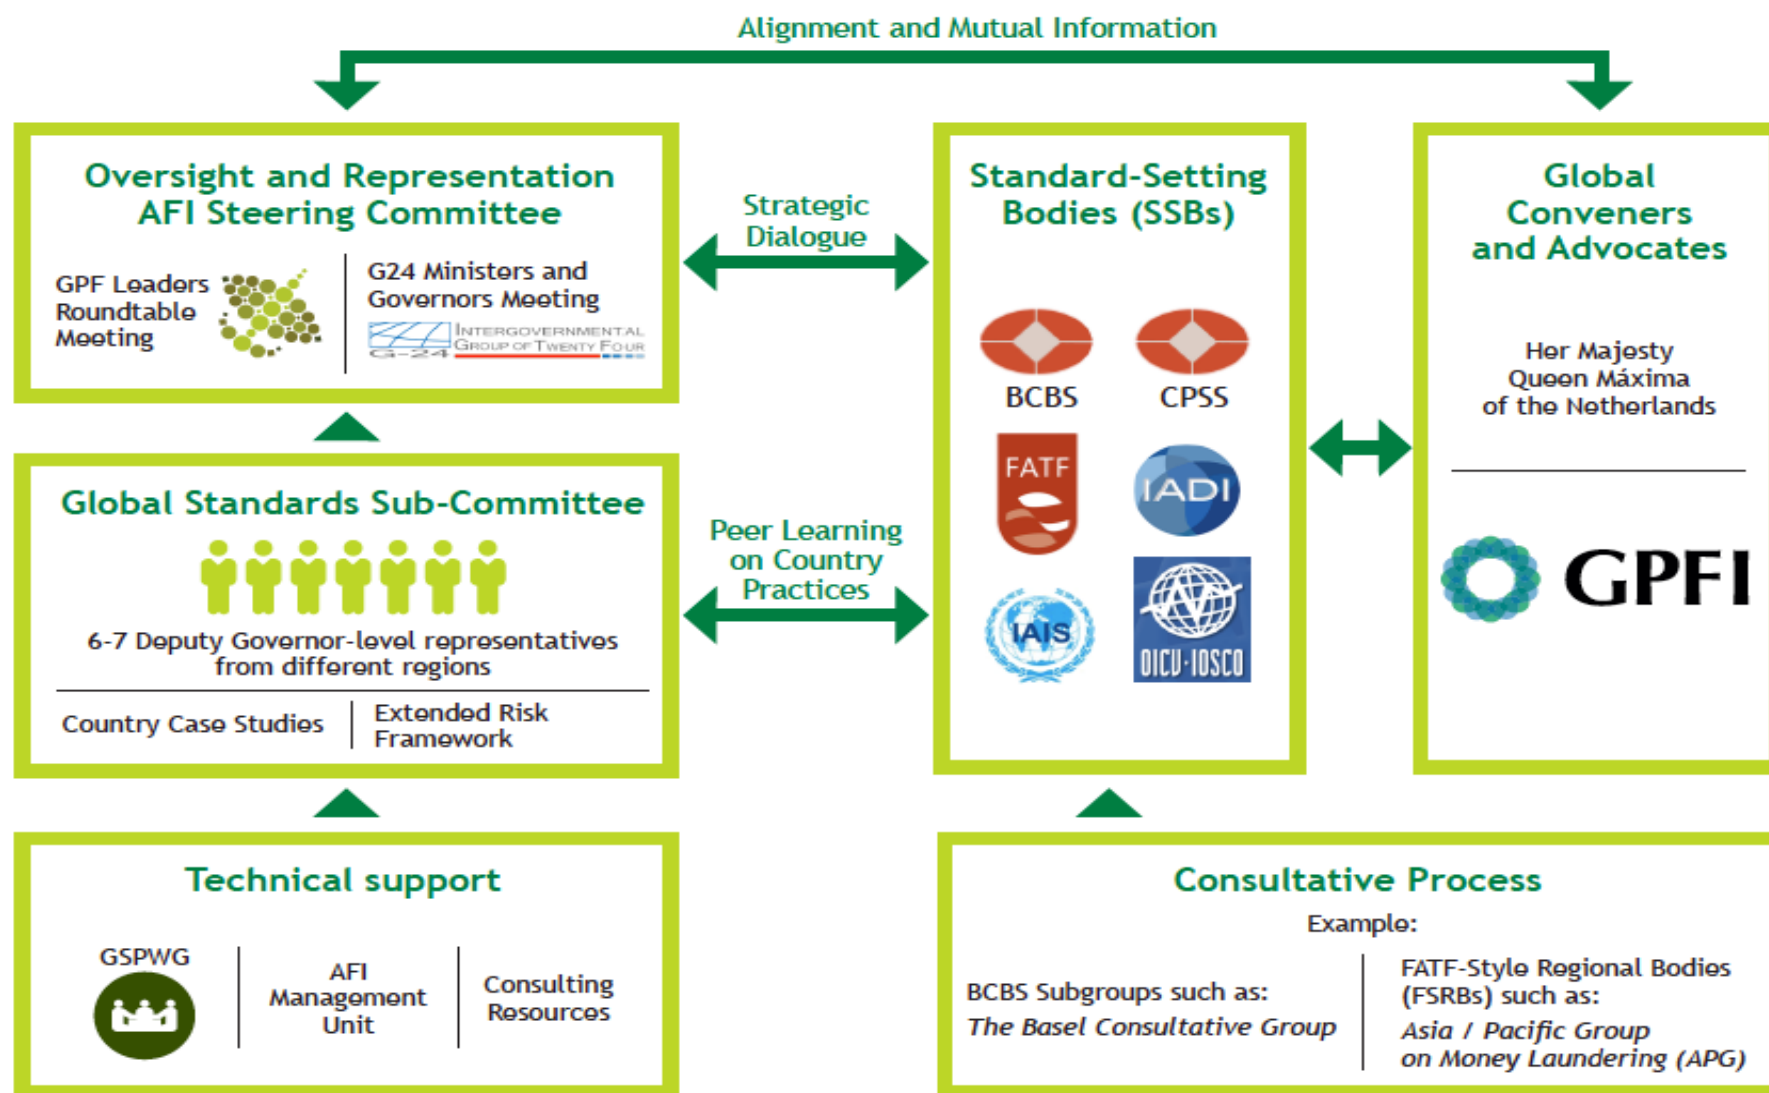 Alignment and Mutual Information
Oversight and Representation
AFI Steering Committee
GPF Leaders
Roundtable
Meeting
G24 Ministers and
Governors Meeting
INTERGOVERNMENTAL
GROUP OF TWENTY FOUR
G-24
Strategic
Dialogue
Standard-Setting
Bodies (SSBs)
BCBS
CPSS
FATF
IADI
IAIS
OICU-IOSCO
Global
Conveners
and Advocates
Her Majesty
Queen Máxima
of the Netherlands
GPFI
Global Standards Sub-Committee
6-7 Deputy Governor-level representatives
from different regions
Country Case Studies
Extended Risk
Framework
Peer Learning
on Country
Practices
Technical support
GSPWG
AFI
Management
Unit
Consulting
Resources
Consultative Process
Example:
BCBS Subgroups such as:
The Basel Consultative Group
FATF-Style Regional Bodies
(FSRBs) such as:
Asia / Pacific Group
on Money Laundering (APG)